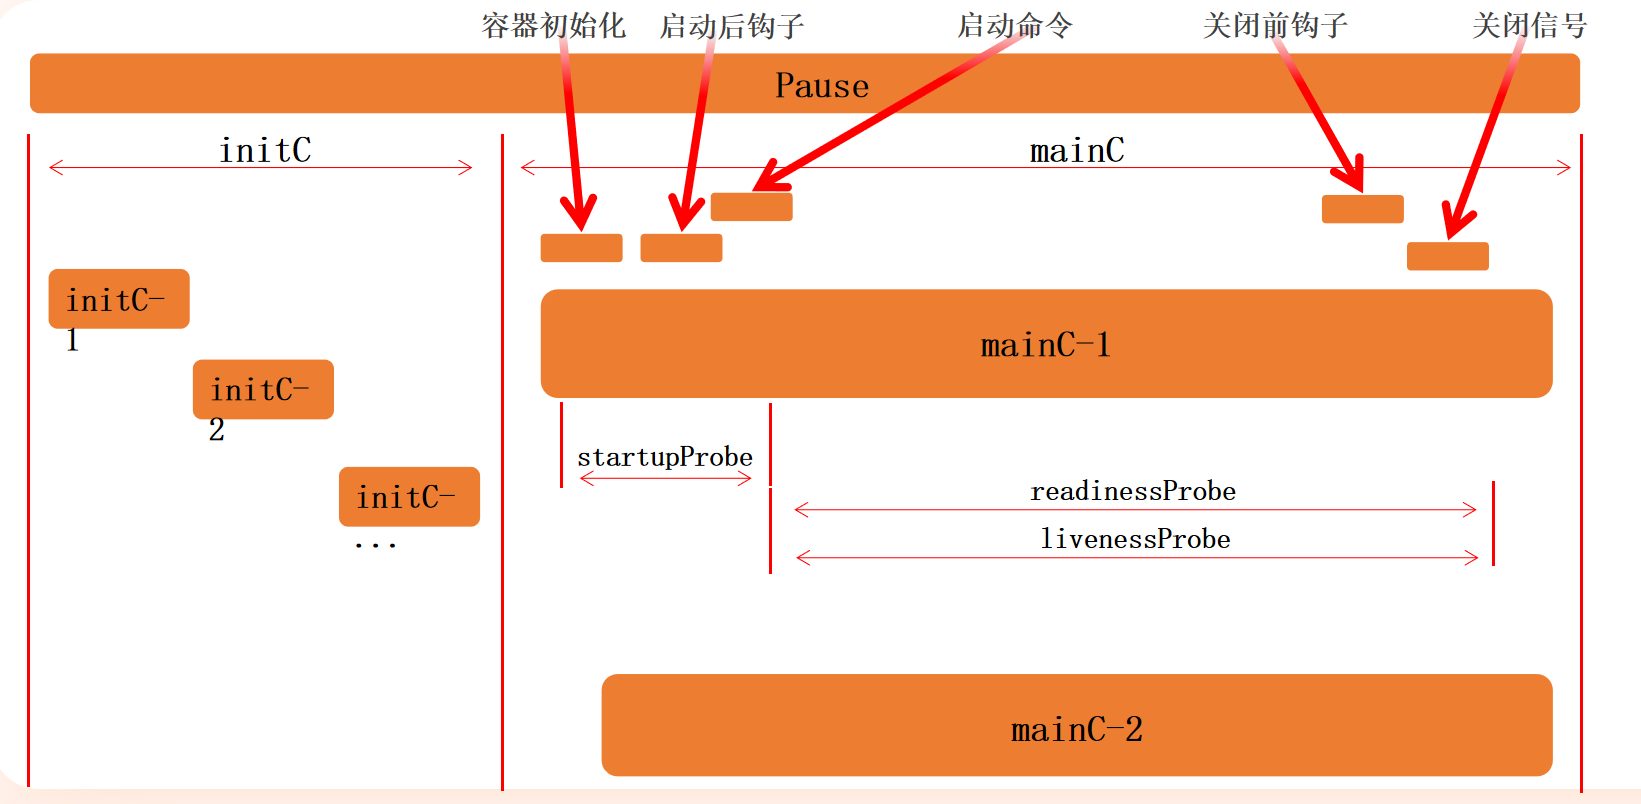 容器初始化 启动后钩子 启动命令 关闭前钩子 关闭信号
Pause
initC mainC
initC-
1
initC-
2
initC-
...
mainC-1
startupProbe
readinessProbe
livenessProbe
mainC-2